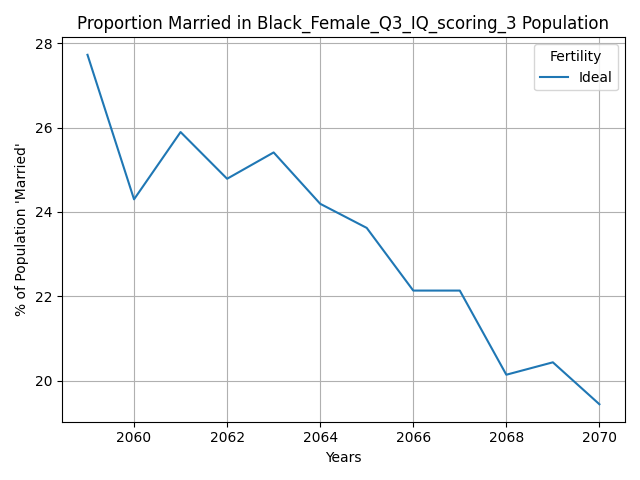 Proportion Married in Black_Female_Q3_IQ_scoring_3 Population
Fertility
Ideal
% of Population 'Married'
28
26
24
22
20
2060 2062 2064 2066 2068 2070
Years